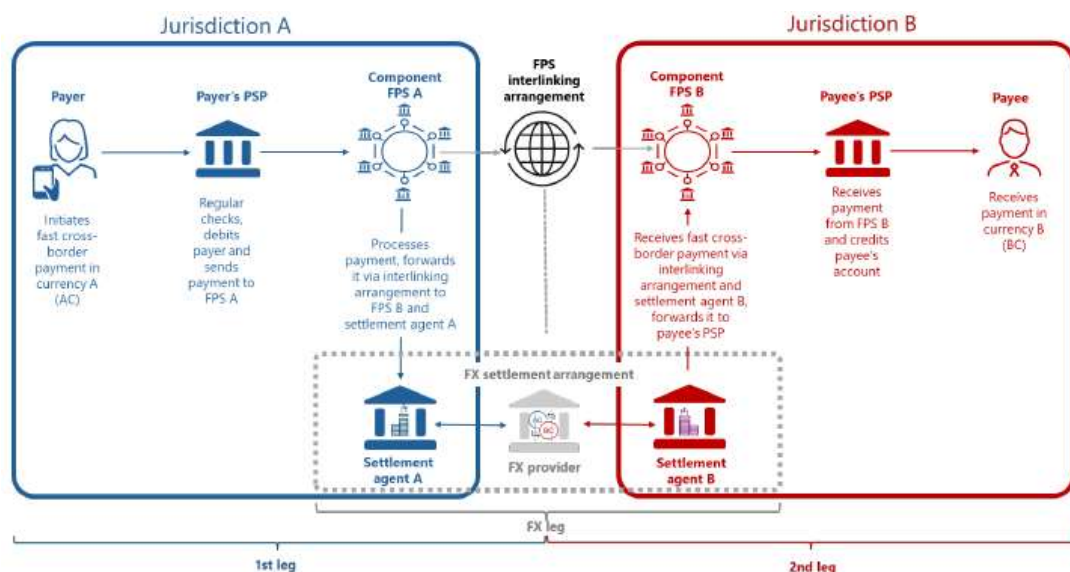 Jurisdiction A
Jurisdiction B
Payer
Payer's PSP
Component
FPS A
FPS
interlinking
arrangement
Component
FPS B
Payee's PSP
Payee
Initiates
fast cross-
border
payment in
currency A
(AC)
Regular
checks,
debits
payer and
sends
payment to
FPS A
Processes
payment, forwards
it via interlinking
arrangement to
FPS B and
settlement agent A
Receives fast cross-
border payment via
interlinking
arrangement and
settlement agent B,
forwards it to
payee's PSP
Receives
payment
from FPS B
and credits
payee's
account
Receives
payment in
currency B
(BC)
FX settlement arrangement
AC
BC
Settlement
agent A
FX provider
Settlement
agent B
FX leg
1st leg
2nd leg